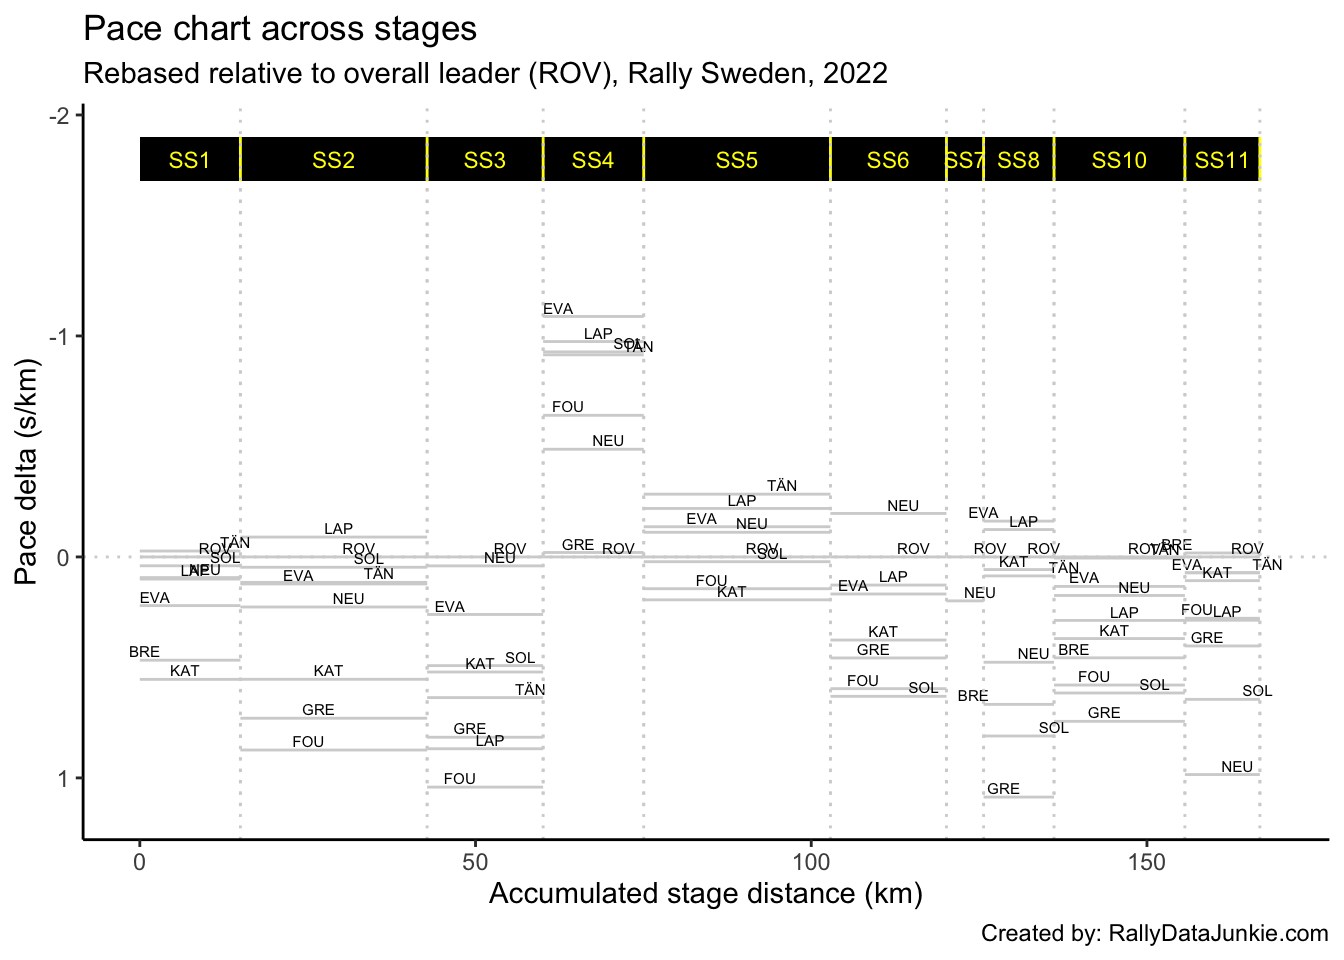 Pace chart across stages
Rebased relative to overall leader (ROV), Rally Sweden, 2022
-2
SS1 SS2 SS3 SS4 SS5 SS6 SS7 SS8 SS10 SS11
EVA
-1
LAP
SOL
TÄN
FOU
NEU
TÄN
LAP NEU
EVA NEU EVA LAP
LAP
TÄN
ROV ROV ROV GRE ROV ROV ROV ROV ROV ROV TÄN BRE ROV
0
SOL SOL NEU SOL
LAP NEU EVA TÄN KAT TÄN EVA KAT TÄN
FOU LAP EVA
EVA NEU EVA KAT EVA NEU NEU
LAP FOU LAP
KAT KAT GRE
BRE SOL GRE NEU BRE
KAT KAT KAT FOU FOU
TÄN SOL BRE SOL SOL
GRE GRE
FOU GRE LAP SOL
FOU NEU
1
GRE
0 50 100 150
Pace delta (s/km)
Accumulated stage distance (km)
Created by: RallyDataJunkie.com